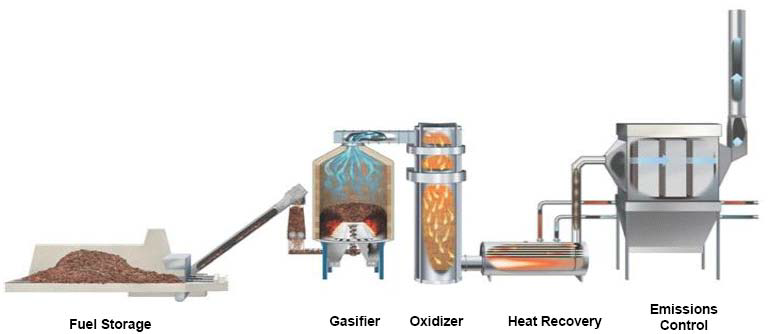 Fuel Storage
Gasifier
Oxidizer
Heat Recovery
Emissions
Control